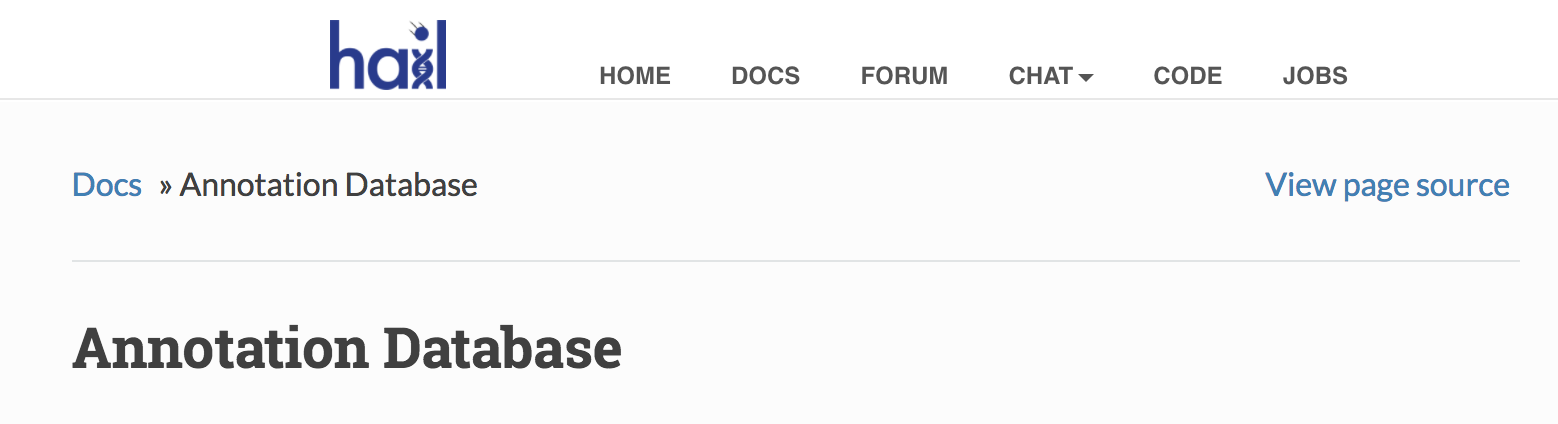 hail
HOME DOCS FORUM CHAT CODE JOBS
Docs » Annotation Database View page source
Annotation Database